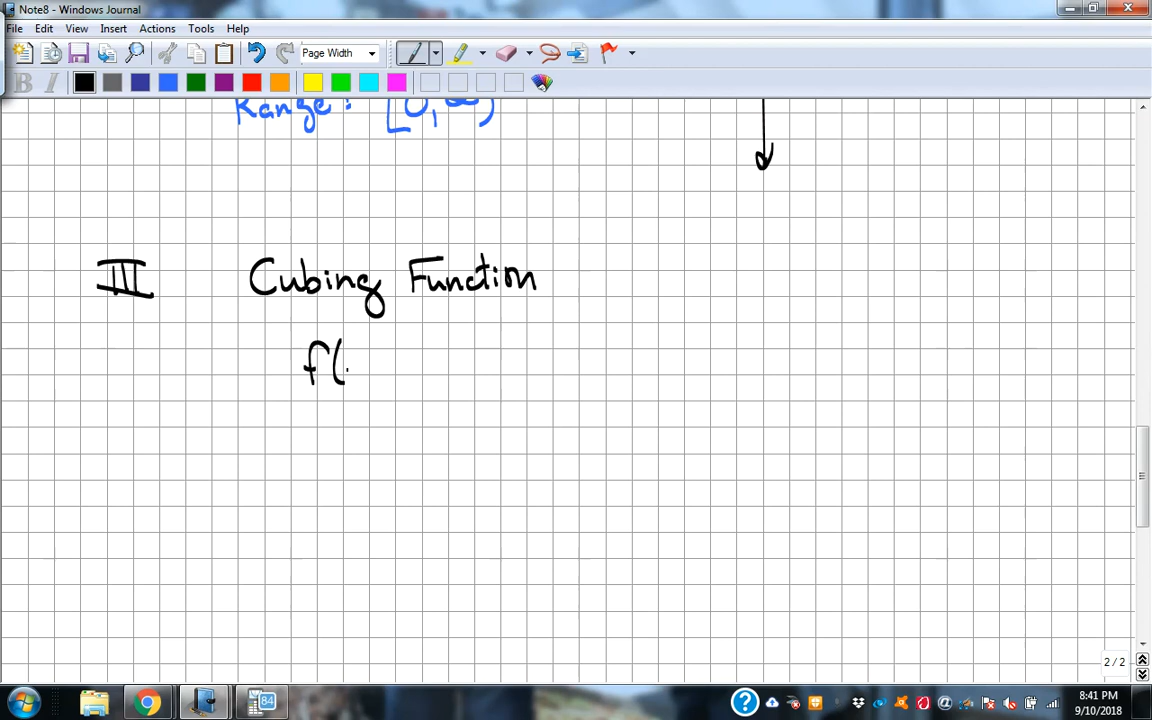 Note8 - Windows Journal
File Edit View Insert Actions Tools Help
Page Width
B I
Range: [0, ∞)
III Cubing Function
f(
2 / 2
84
8:41 PM
9/10/2018